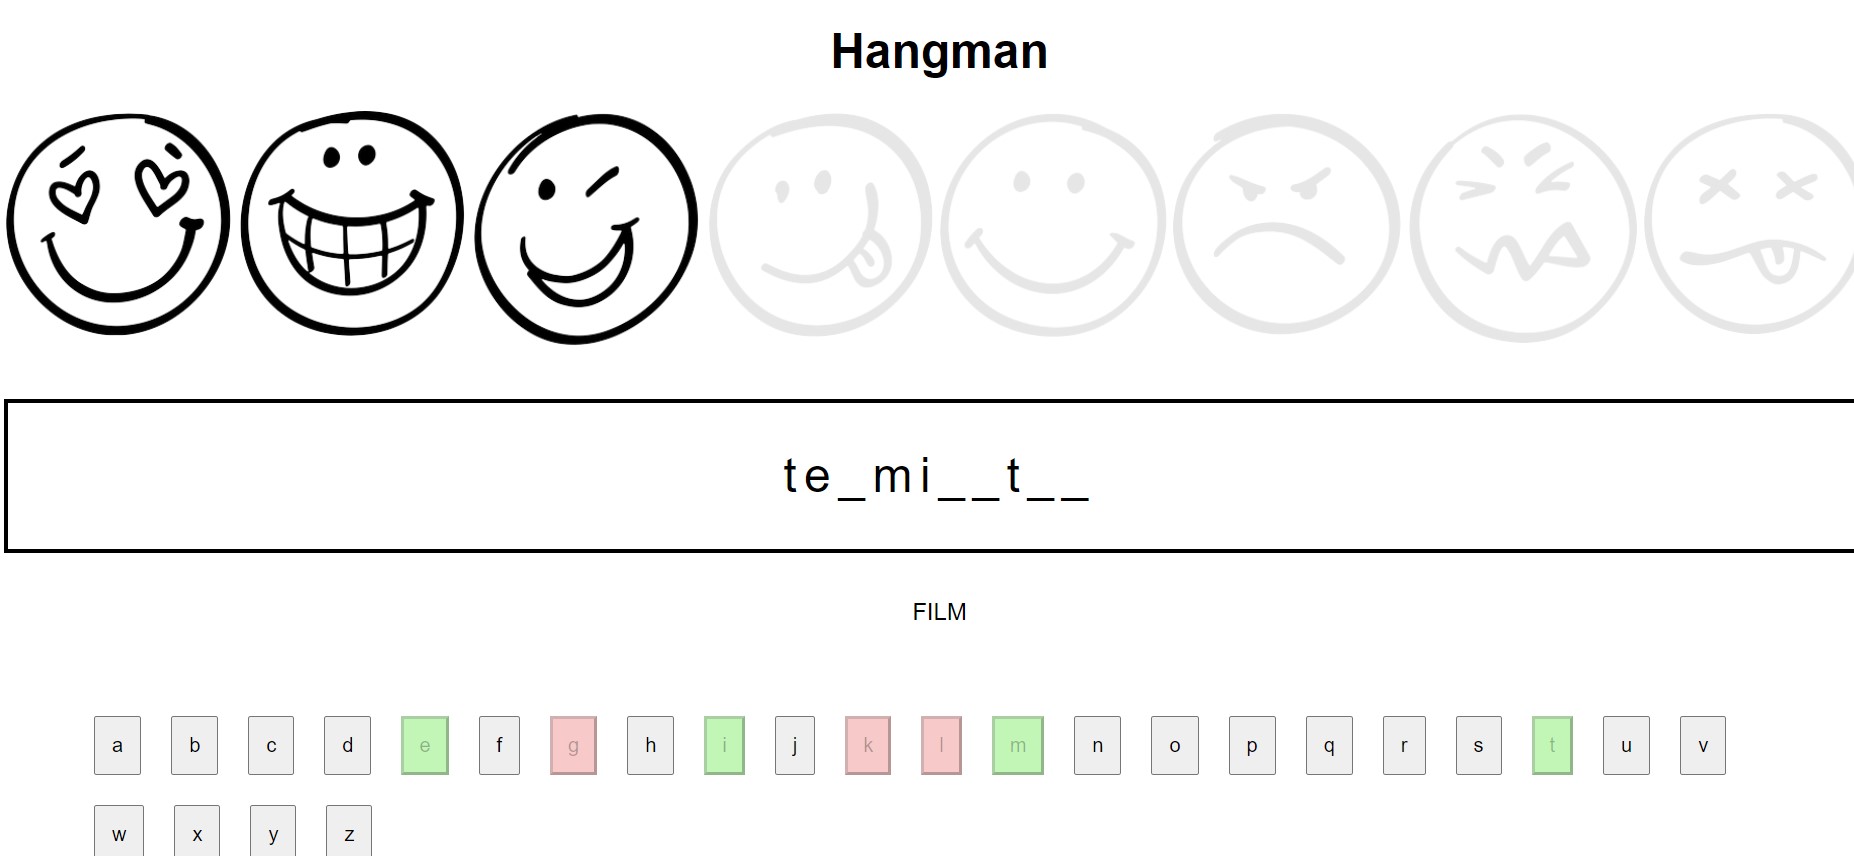 Hangman
te_mi__t__
FILM
a b c d e f g h i j k l m n o p q r s t u v
w x y z